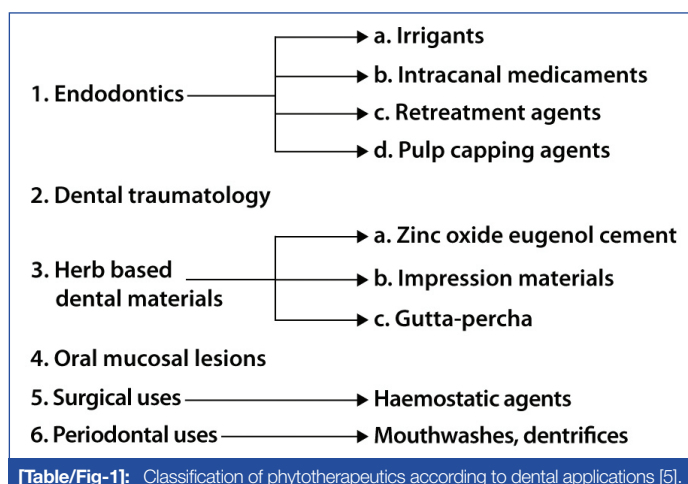 1. Endodontics
a. Irrigants
b. Intracanal medicaments
c. Retreatment agents
d. Pulp capping agents
2. Dental traumatology
3. Herb based
dental materials
a. Zinc oxide eugenol cement
b. Impression materials
c. Gutta-percha
4. Oral mucosal lesions
5. Surgical uses Haemostatic agents
6. Periodontal uses Mouthwashes, dentrifices
[Table/Fig-1]: Classification of phytotherapeutics according to dental applications [5].